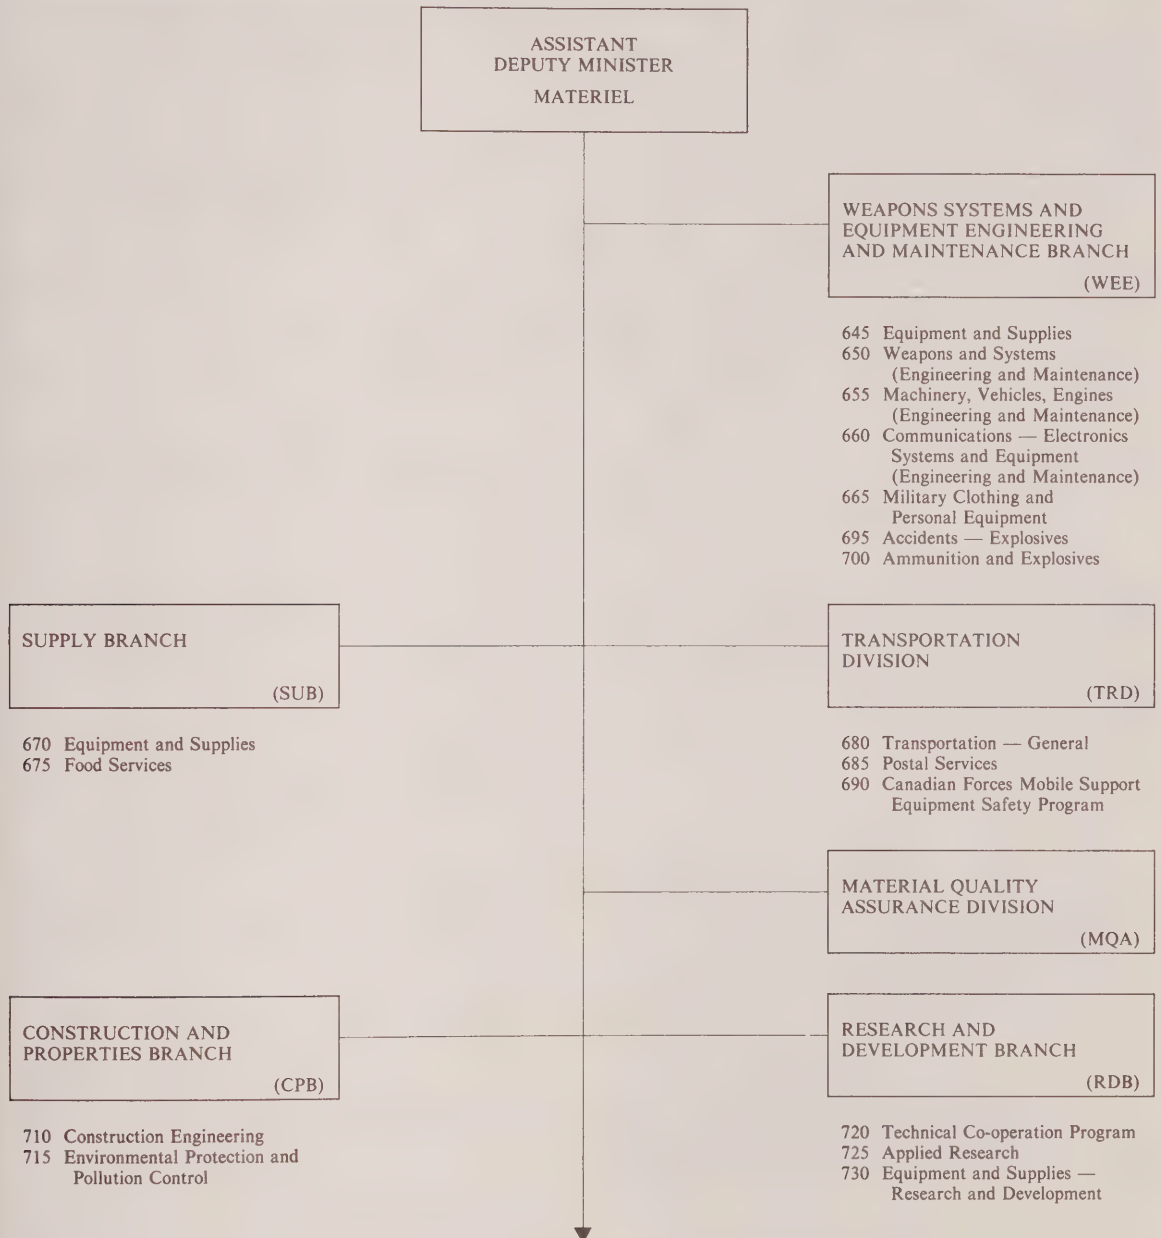 ASSISTANT
DEPUTY MINISTER
MATERIEL
WEAPONS SYSTEMS AND
EQUIPMENT ENGINEERING
AND MAINTENANCE BRANCH
(WEE)
645 Equipment and Supplies
650 Weapons and Systems
(Engineering and Maintenance)
655 Machinery, Vehicles, Engines
(Engineering and Maintenance)
660 Communications — Electronics
Systems and Equipment
(Engineering and Maintenance)
665 Military Clothing and
Personal Equipment
695 Accidents — Explosives
700 Ammunition and Explosives
SUPPLY BRANCH
(SUB)
670 Equipment and Supplies
675 Food Services
TRANSPORTATION
DIVISION
(TRD)
680 Transportation — General
685 Postal Services
690 Canadian Forces Mobile Support
Equipment Safety Program
MATERIAL QUALITY
ASSURANCE DIVISION
(MQA)
CONSTRUCTION AND
PROPERTIES BRANCH
(CPB)
710 Construction Engineering
715 Environmental Protection and
Pollution Control
RESEARCH AND
DEVELOPMENT BRANCH
(RDB)
720 Technical Co-operation Program
725 Applied Research
730 Equipment and Supplies —
Research and Development